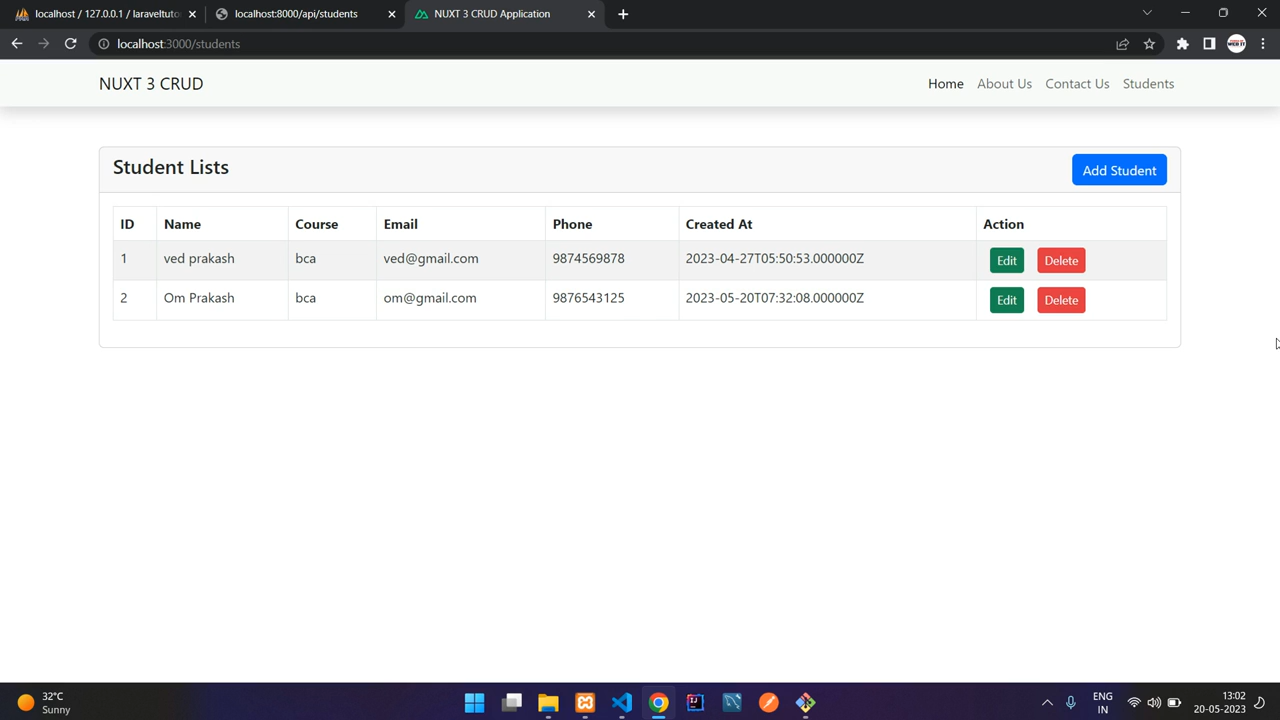 localhost / 127.0.0.1 / laraveltuto
localhost:8000/api/students
NUXT 3 CRUD Application
localhost:3000/students
NUXT 3 CRUD
Home About Us Contact Us Students
Student Lists
Add Student
ID Name Course Email Phone Created At Action
1 ved prakash bca ved@gmail.com 9874569878 2023-04-27T05:50:53.000000Z Edit Delete
2 Om Prakash bca om@gmail.com 9876543125 2023-05-20T07:32:08.000000Z Edit Delete
32°C
Sunny
ENG
IN
13:02
20-05-2023